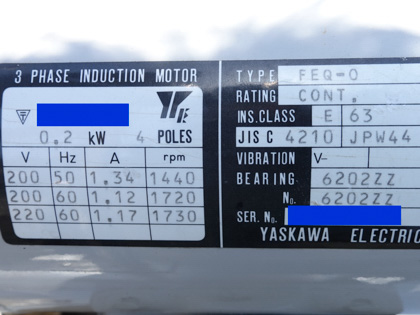 3 PHASE INDUCTION MOTOR
0.2 kW 4 POLES
V Hz A rpm
200 50 1.34 1440
200 60 1.12 1720
220 60 1.17 1730
TYPE FEQ-O
RATING CONT.
INS.CLASS E 63
JIS C 4210 JPW44
VIBRATION V-
BEARING 6202ZZ
No. 6202ZZ
SER. No.
YASKAWA ELECTRIC